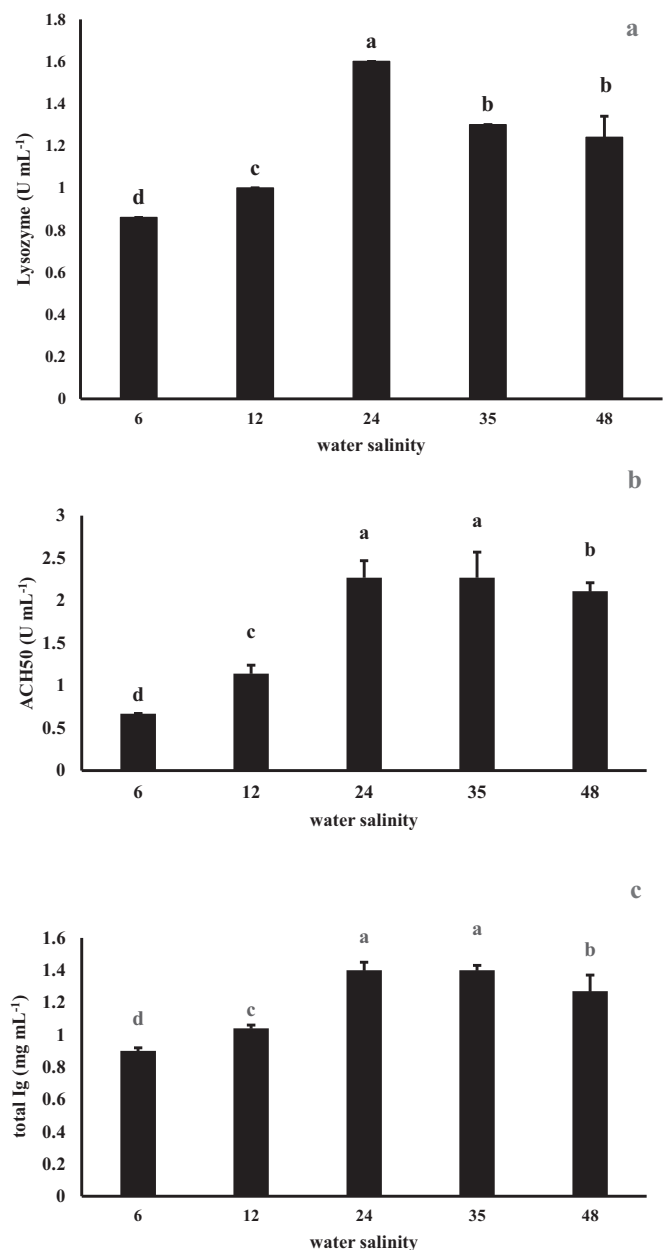 a
Lysozyme (U mL-1)
1.8
1.6
1.4
1.2
1
0.8
0.6
0.4
0.2
0
d
c
a
b
b
6 12 24 35 48
water salinity
b
ACH50 (U mL-1)
3
2.5
2
1.5
1
0.5
0
d
c
a
a
b
6 12 24 35 48
water salinity
c
total Ig (mg mL-1)
1.6
1.4
1.2
1
0.8
0.6
0.4
0.2
0
d
c
a
a
b
6 12 24 35 48
water salinity